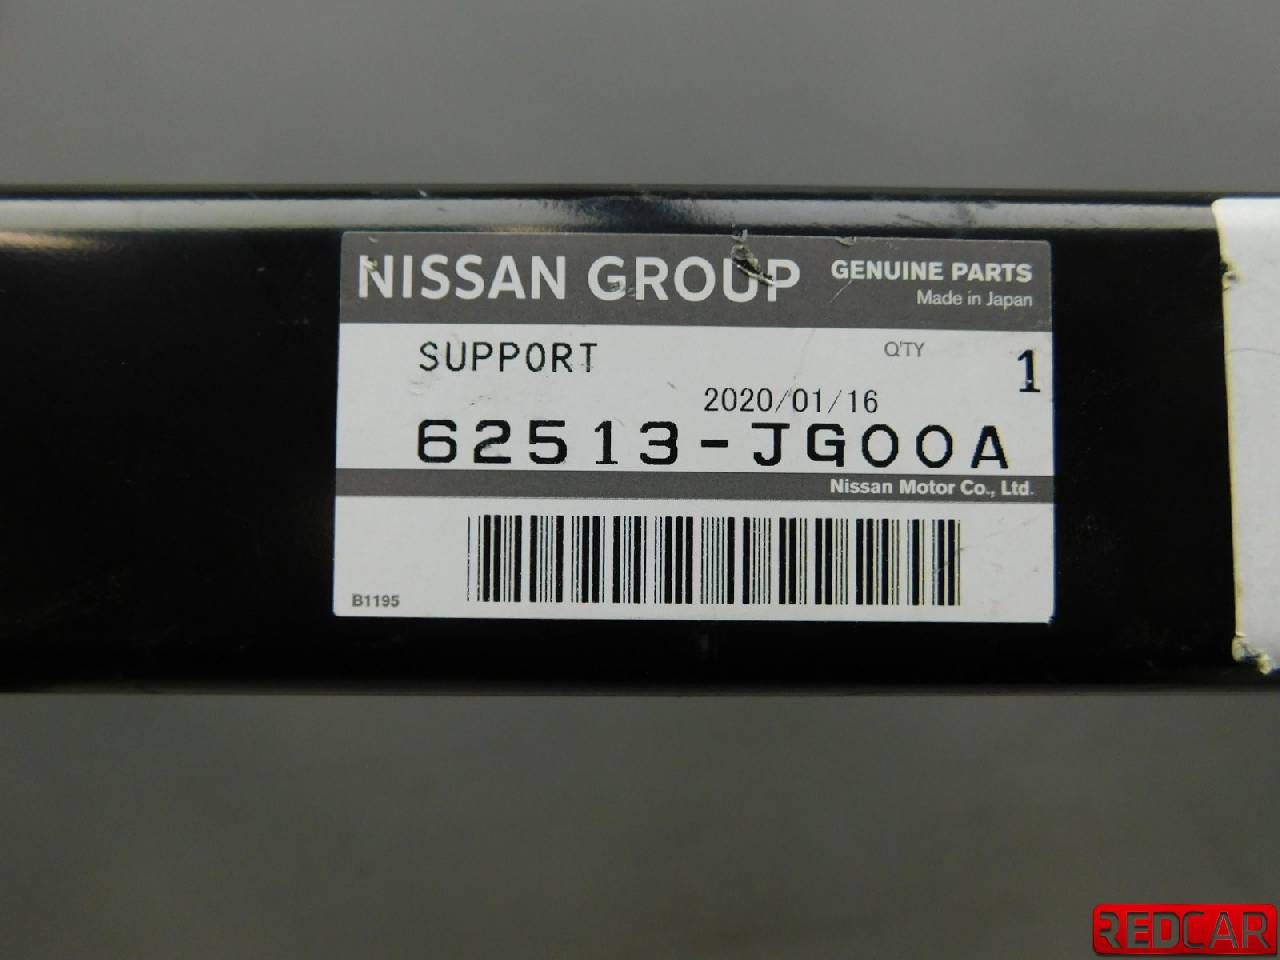 NISSAN GROUP GENUINE PARTS
Made in Japan
SUPPORT Q'TY 1
2020/01/16
62513-JG00A
Nissan Motor Co., Ltd.
B1195
REDCAR